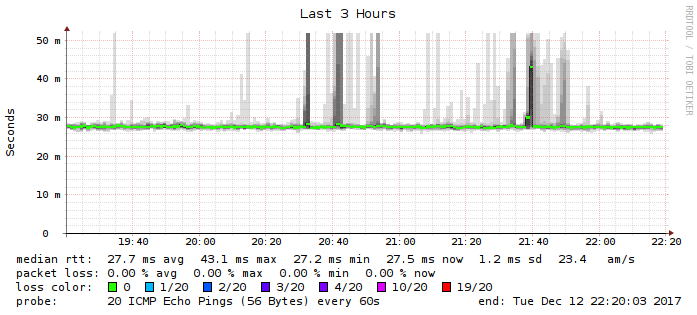 Last 3 Hours
RRDTOOL / TOBI OETIKER
Seconds
50 m
40 m
30 m
20 m
10 m
0
19:40 20:00 20:20 20:40 21:00 21:20 21:40 22:00 22:20
median rtt: 27.7 ms avg 43.1 ms max 27.2 ms min 27.5 ms now 1.2 ms sd 23.4 am/s
packet loss: 0.00 % avg 0.00 % max 0.00 % min 0.00 % now
loss color: 0 1/20 2/20 3/20 4/20 10/20 19/20
probe: 20 ICMP Echo Pings (56 Bytes) every 60s end: Tue Dec 12 22:20:03 2017